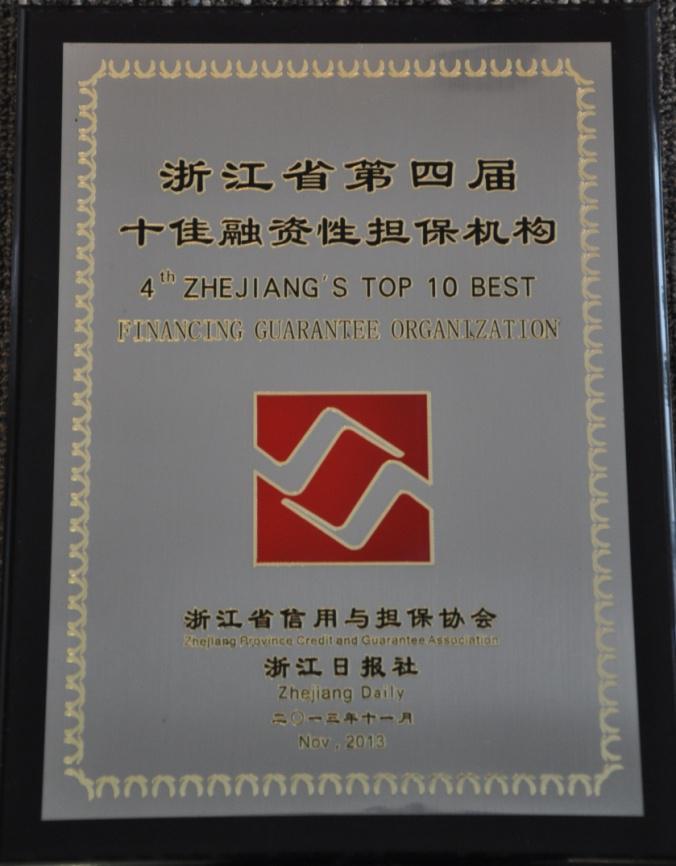 浙江省第四届
十佳融资性担保机构
4th ZHEJIANG'S TOP 10 BEST
FINANCING GUARANTEE ORGANIZATION
浙江省信用与担保协会
Zhejiang Province Credit and Guarantee Association
浙江日报社
Zhejiang Daily
二〇一三年十一月
Nov , 2013